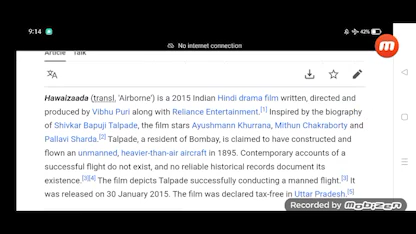 9:14
42%
No internet connection
Article Talk
Hawaizaada (transl. 'Airborne') is a 2015 Indian Hindi drama film written, directed and
produced by Vibhu Puri along with Reliance Entertainment.[1] Inspired by the biography
of Shivkar Bapuji Talpade, the film stars Ayushmann Khurrana, Mithun Chakraborty and
Pallavi Sharda.[2] Talpade, a resident of Bombay, is claimed to have constructed and
flown an unmanned, heavier-than-air aircraft in 1895. Contemporary accounts of a
successful flight do not exist, and no reliable historical records document its
existence.[3][4] The film depicts Talpade successfully conducting a manned flight.[3] It
was released on 30 January 2015. The film was declared tax-free in Uttar Pradesh.[5]
Recorded by mobizen